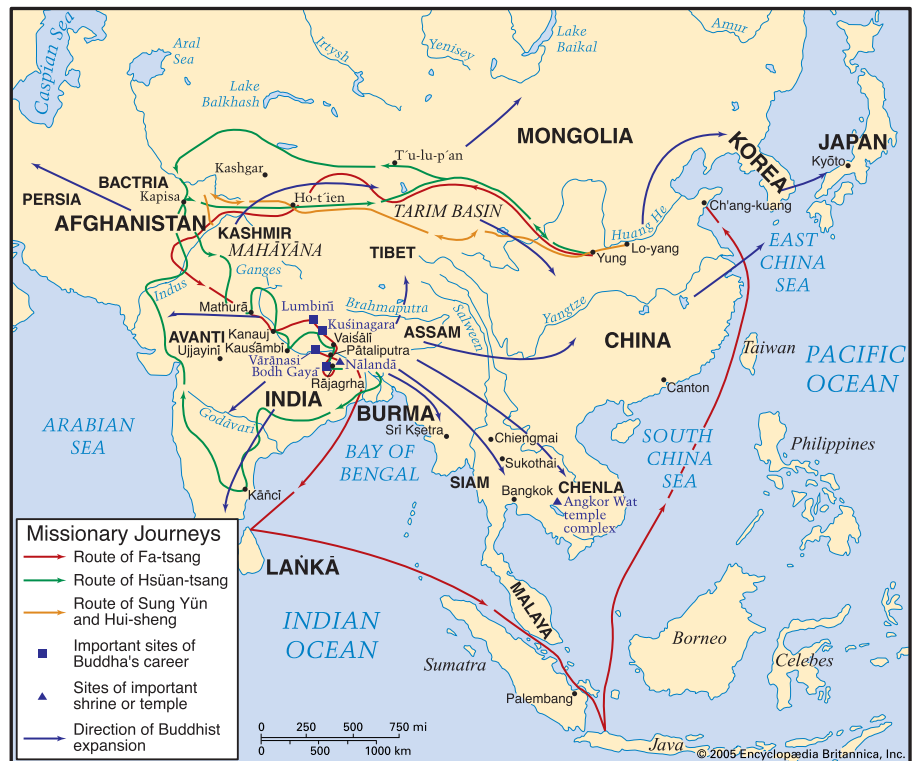 Caspian Sea
Aral
Sea
Irtysh
Yenisey
Lake
Baikal
Amur
Lake
Balkhash
MONGOLIA
KOREA
JAPAN
Kyōto
T´u-lu-p´an
Kashgar
BACTRIA
Kapisa
PERSIA
AFGHANISTAN
Ho-t´ien
TARIM BASIN
KASHMIR
MAHĀYĀNA
TIBET
Huang He
Lo-yang
Yung
Ch'ang-kuang
EAST
CHINA
SEA
Indus
Ganges
Mathurā
Lumbinī
Brahmaputra
Salween
Yangtze
Kuśinagara
Vaiśālī
AVANTI
Kanauj
ASSAM
CHINA
Ujjayinī
Kauśāmbī
Pātaliputra
Vārānasi
Bodh Gaya
Nālandā
Rājagrha
Taiwan
PACIFIC
OCEAN
Canton
INDIA
BURMA
Godāvari
Srī Kṣetra
ARABIAN
SEA
BAY OF
BENGAL
Chiengmai
Sukothai
SOUTH
CHINA
SEA
Philippines
SIAM
Bangkok
CHENLA
Angkor Wat
temple
complex
Kāñcī
LAṄKĀ
MALAYA
INDIAN
OCEAN
Sumatra
Borneo
Celebes
Palembang
Java
Missionary Journeys
Route of Fa-tsang
Route of Hsüan-tsang
Route of Sung Yün
and Hui-sheng
Important sites of
Buddha's career
Sites of important
shrine or temple
Direction of Buddhist
expansion
0 250 500 750 mi
0 500 1000 km
© 2005 Encyclopædia Britannica, Inc.